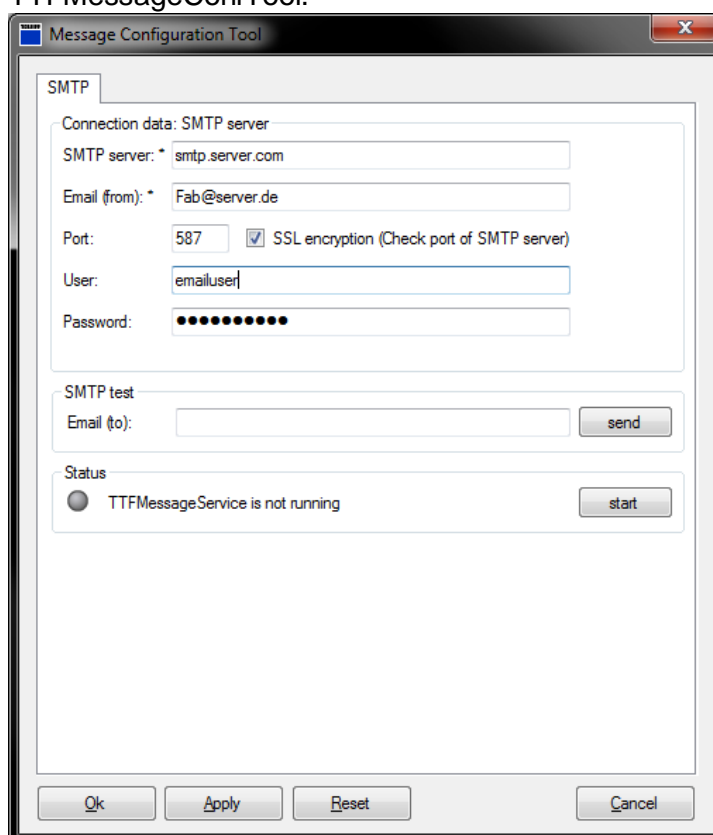 TTFMessageConfTool.
Message Configuration Tool
SMTP
Connection data: SMTP server
SMTP server: * smtp.server.com
Email (from): * Fab@server.de
Port: 587 SSL encryption (Check port of SMTP server)
User: emailuser
Password: ●●●●●●●●●●
SMTP test
Email (to): send
Status
TTFMessageService is not running start
Ok Apply Reset Cancel